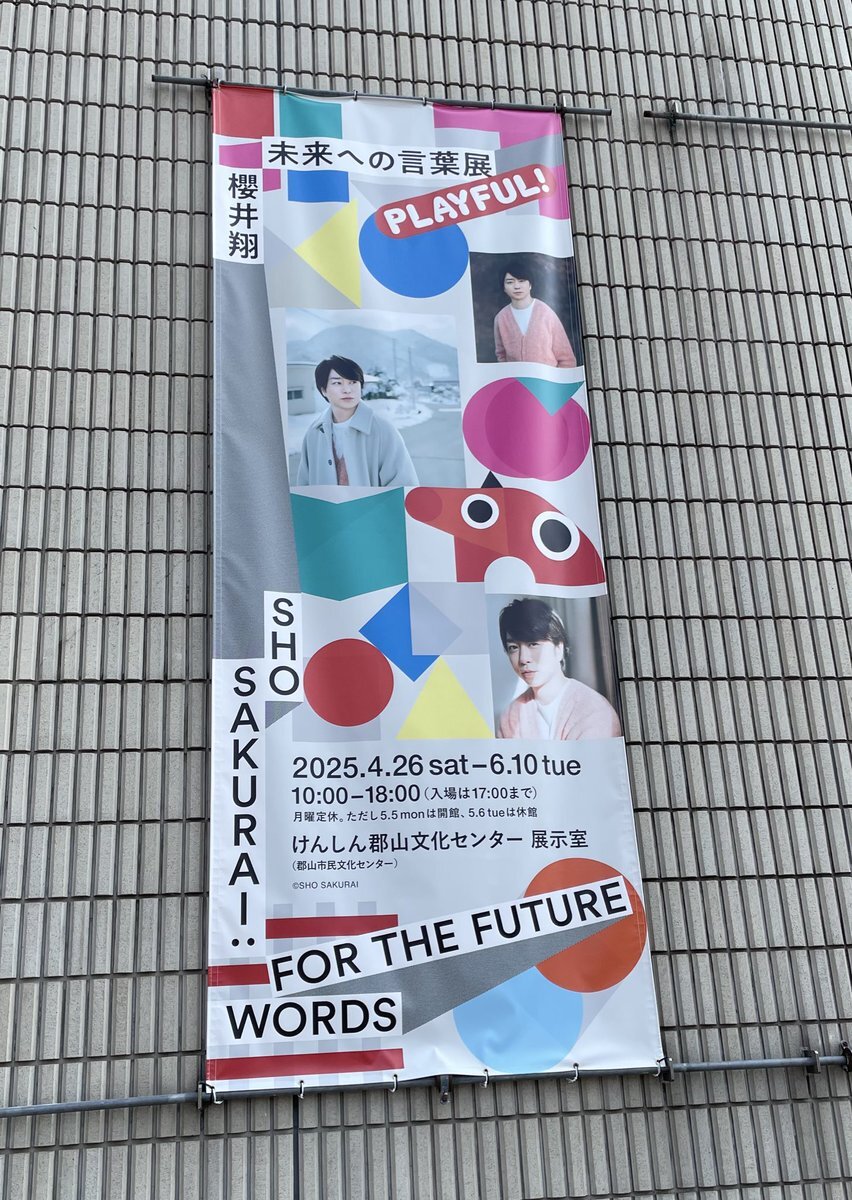 櫻井翔
未来への言葉展
PLAYFUL!
SHO
SAKURAI:
2025.4.26 sat–6.10 tue
10:00–18:00（入場は17:00まで）
月曜定休。ただし5.5 monは開館、5.6 tueは休館
けんしん郡山文化センター 展示室
（郡山市民文化センター）
©SHO SAKURAI
FOR THE FUTURE
WORDS